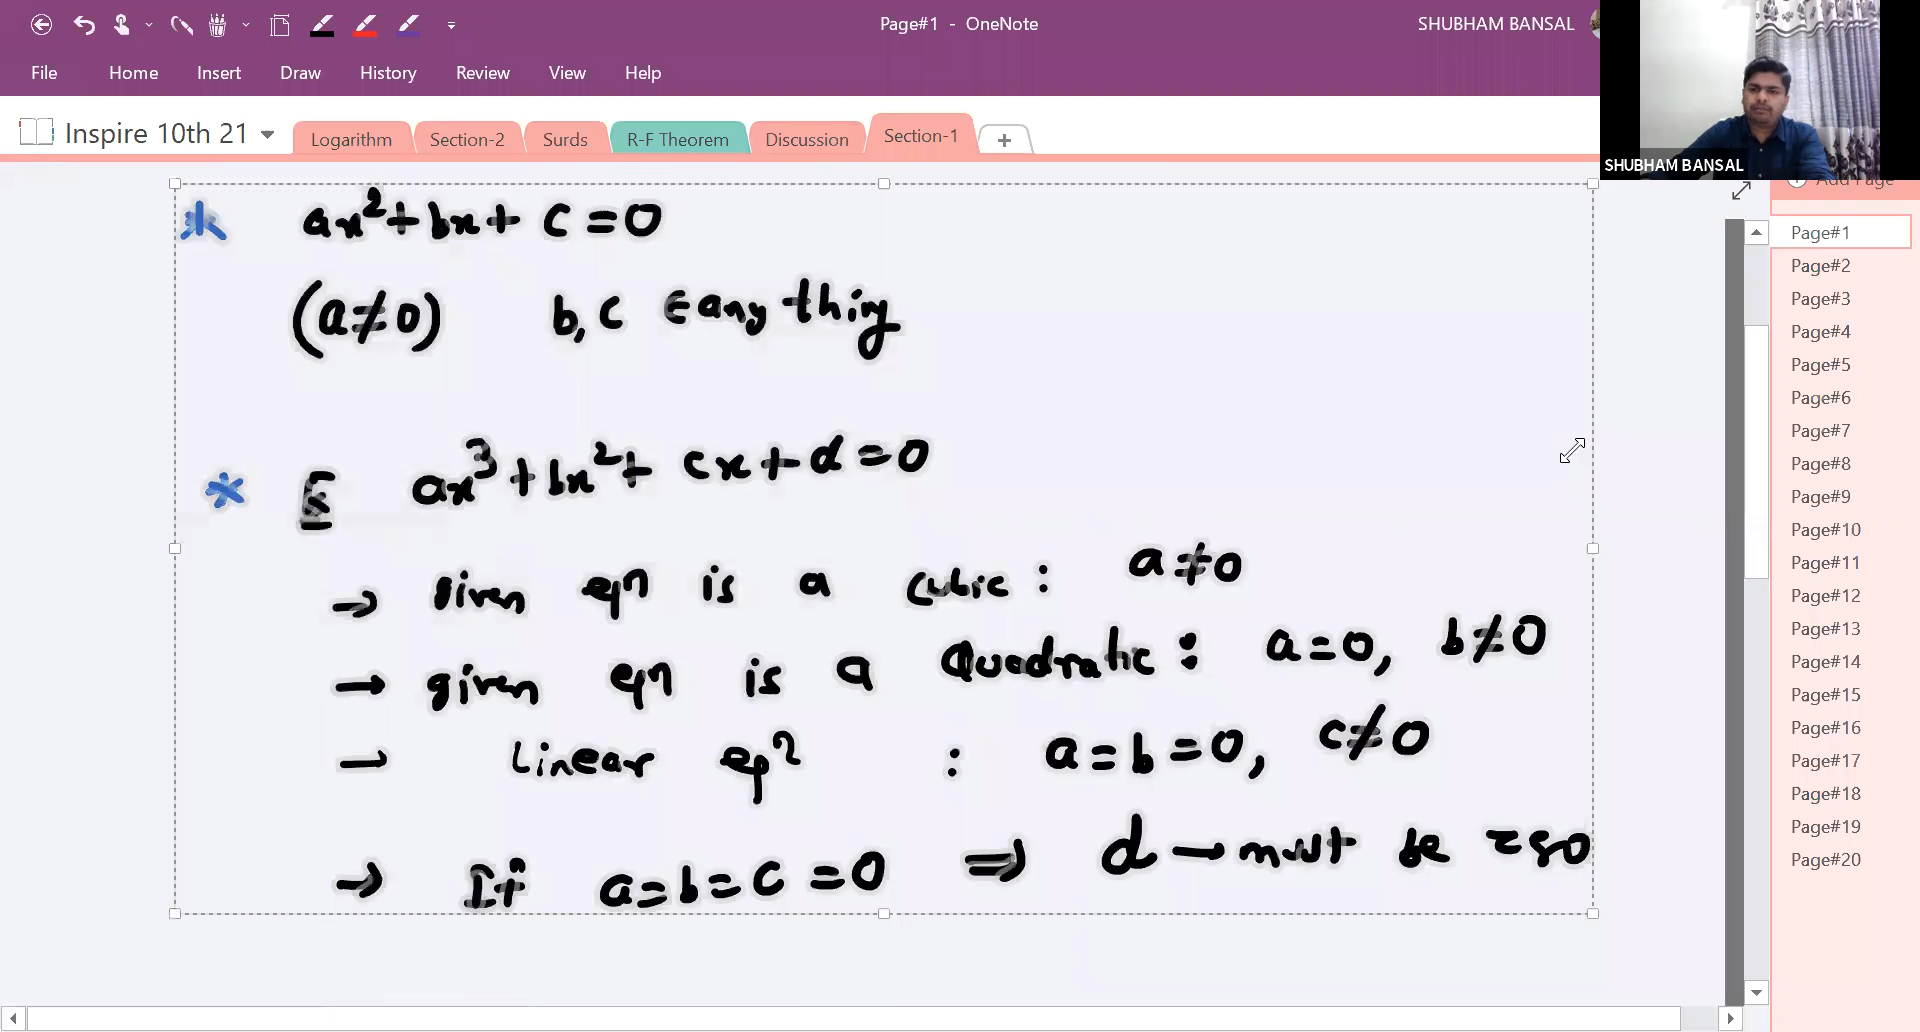 Page#1 - OneNote
SHUBHAM BANSAL
File Home Insert Draw History Review View Help
Inspire 10th 21
Logarithm Section-2 Surds R-F Theorem Discussion Section-1 +
SHUBHAM BANSAL
Add Page
Page#1
Page#2
Page#3
Page#4
Page#5
Page#6
Page#7
Page#8
Page#9
Page#10
Page#11
Page#12
Page#13
Page#14
Page#15
Page#16
Page#17
Page#18
Page#19
Page#20
* ax²+bx+c=0
(a≠0) b,c ∈ any thing
* ax³+bx²+cx+d=0
→ given eqn is a cubic : a≠0
→ given eqn is a Quadratic : a=0, b≠0
→ Linear eqn : a=b=0, c≠0
→ If a=b=c=0 ⇒ d → must be zero